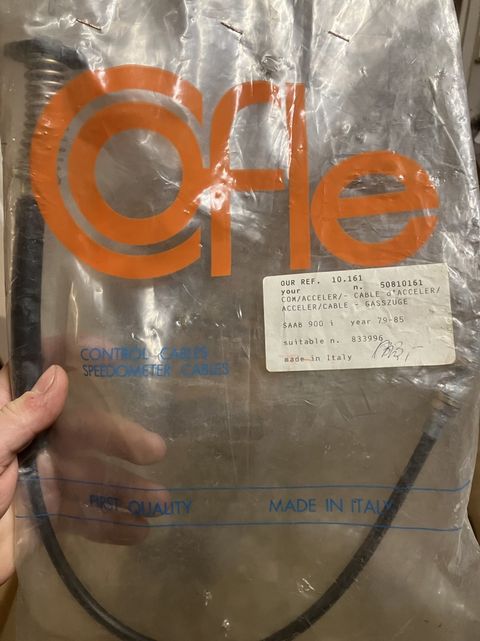 Cofle
OUR REF. 10.161
your n. 50810161
COM/ACCELER/- CABLE d'ACCELER/
ACCELER/CABLE - GASSZUGE
SAAB 900 i year 79-85
suitable n. 833996
made in Italy
CONTROL CABLES
SPEEDOMETER CABLES
FIRST QUALITY MADE IN ITALY